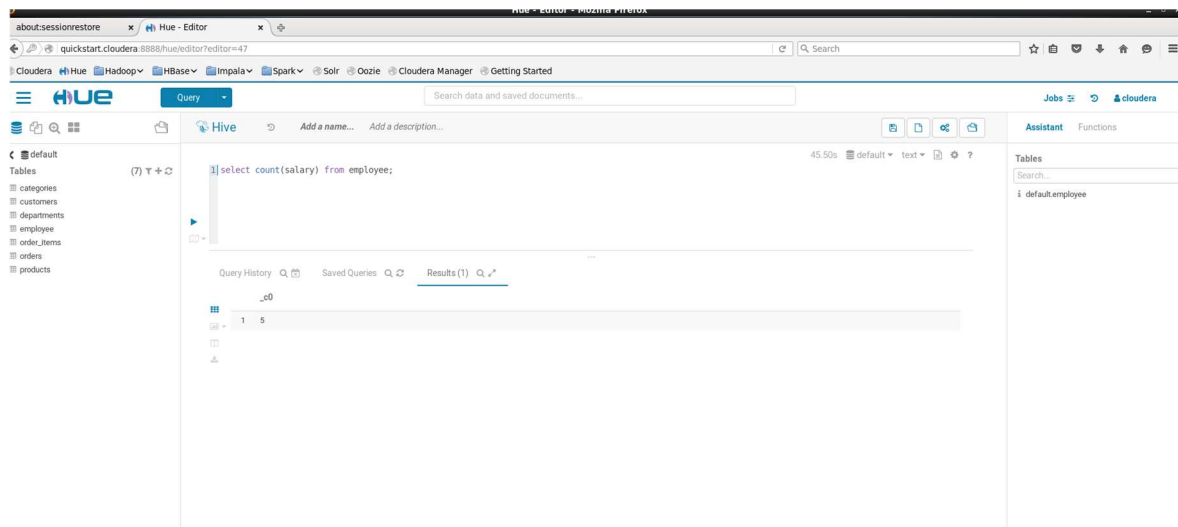 Hue - Editor - Mozilla Firefox
about:sessionrestore Hue - Editor
quickstart.cloudera:8888/hue/editor?editor=47 Search
Cloudera Hue Hadoop HBase Impala Spark Solr Oozie Cloudera Manager Getting Started
HUE Query Search data and saved documents... Jobs cloudera
Hive Add a name... Add a description... Assistant Functions
default 45.50s default text ?
Tables (7) Tables
1 select count(salary) from employee; Search...
categories
customers default.employee
departments
employee
order_items
orders
products
Query History Saved Queries Results (1)
_c0
1 5